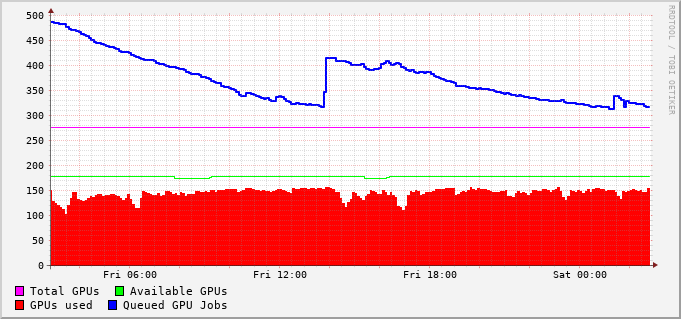 500
450
400
350
300
250
200
150
100
50
0
Fri 06:00 Fri 12:00 Fri 18:00 Sat 00:00
Total GPUs Available GPUs
GPUs used Queued GPU Jobs
RRDTOOL / TOBI OETIKER